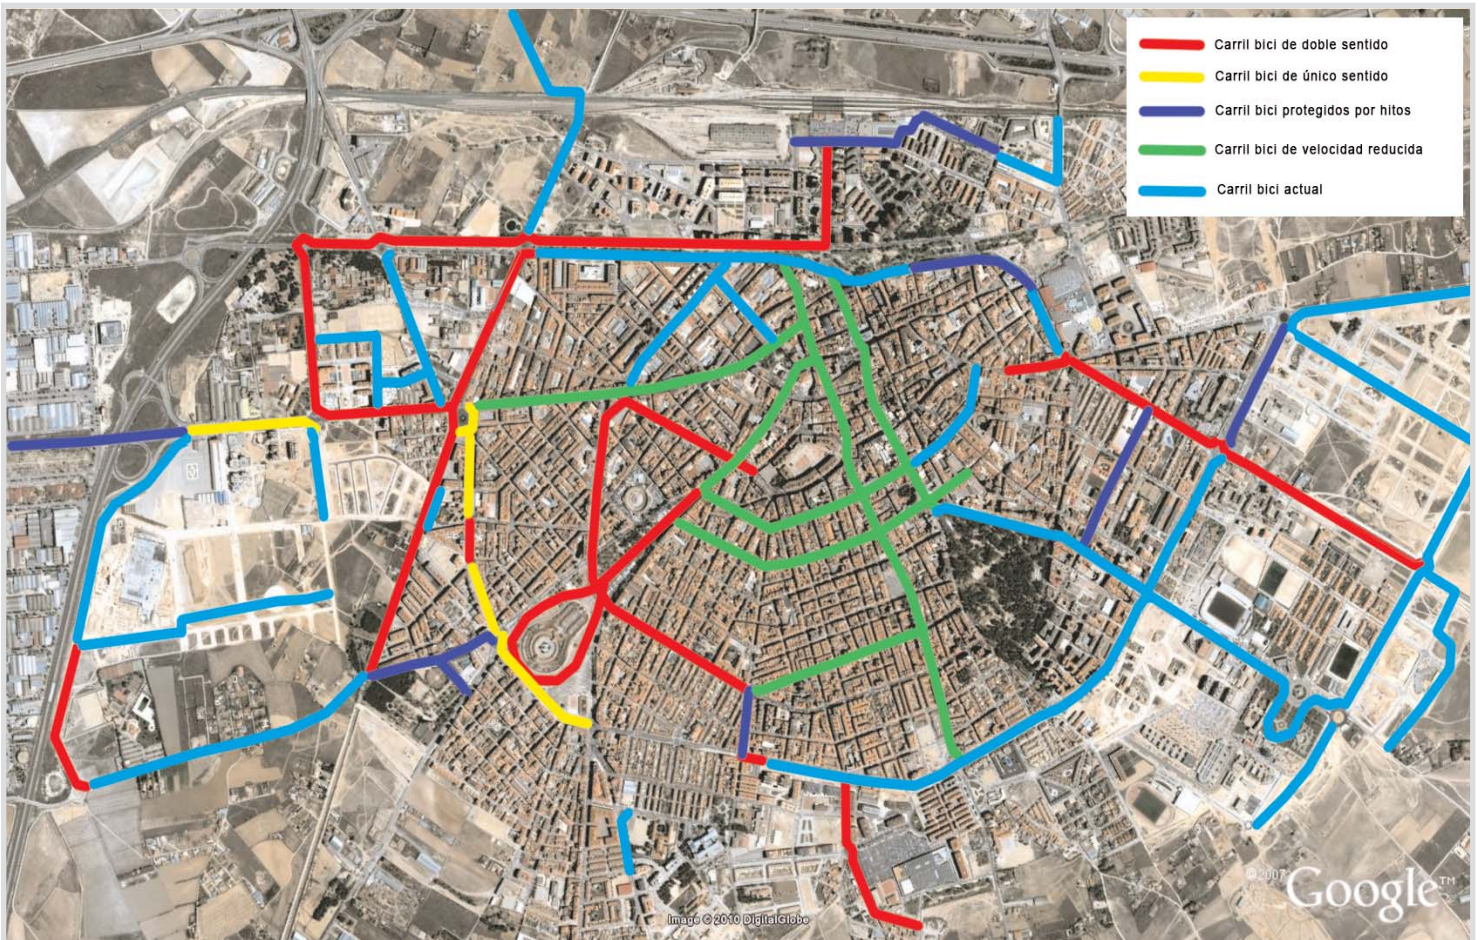 Carril bici de doble sentido
Carril bici de único sentido
Carril bici protegidos por hitos
Carril bici de velocidad reducida
Carril bici actual
©2007 Google™
Image © 2010 DigitalGlobe